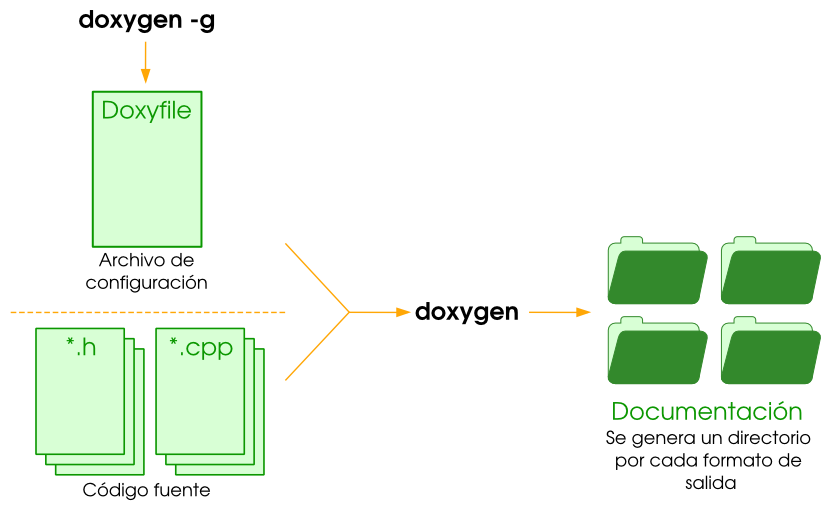 doxygen -g
Doxyfile
Archivo de
configuración
*.h
*.cpp
Código fuente
doxygen
Documentación
Se genera un directorio
por cada formato de
salida